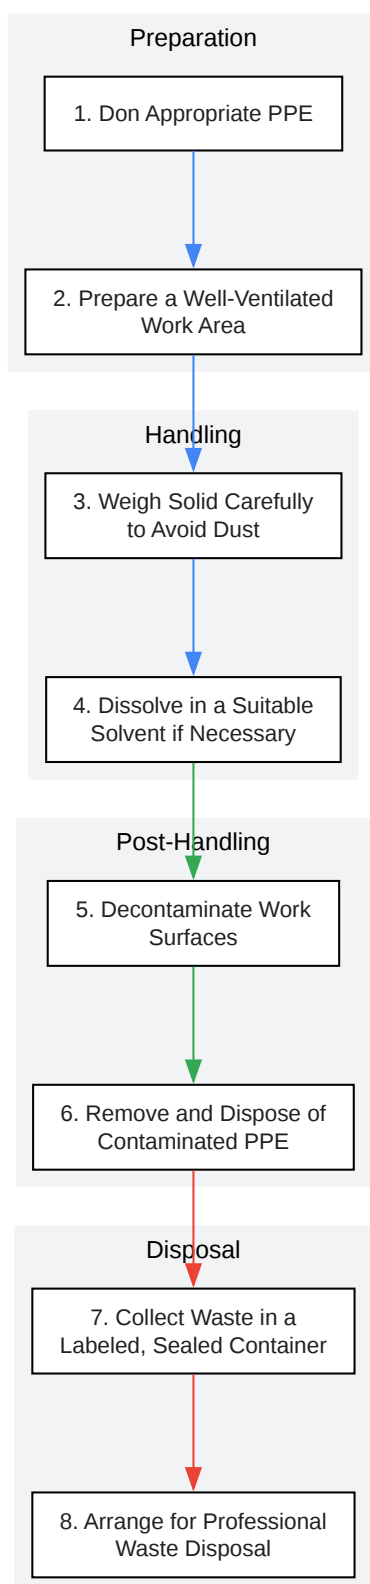 Preparation
1. Don Appropriate PPE
2. Prepare a Well-Ventilated
Work Area
Handling
3. Weigh Solid Carefully
to Avoid Dust
4. Dissolve in a Suitable
Solvent if Necessary
Post-Handling
5. Decontaminate Work
Surfaces
6. Remove and Dispose of
Contaminated PPE
Disposal
7. Collect Waste in a
Labeled, Sealed Container
8. Arrange for Professional
Waste Disposal